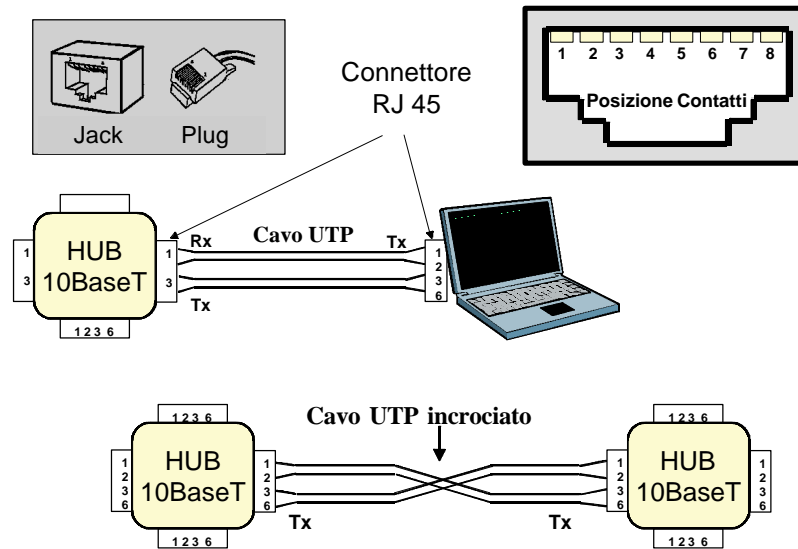 Jack Plug
Connettore
RJ 45
1 2 3 4 5 6 7 8
Posizione Contatti
HUB
10BaseT
1
3
1
3
1 2 3 6
Rx
Cavo UTP
Tx
Tx
1
2
3
6
Cavo UTP incrociato
1 2 3 6
HUB
10BaseT
1
2
3
6
1
2
3
6
1 2 3 6
Tx
Tx
1 2 3 6
HUB
10BaseT
1
2
3
6
1
2
3
6
1 2 3 6